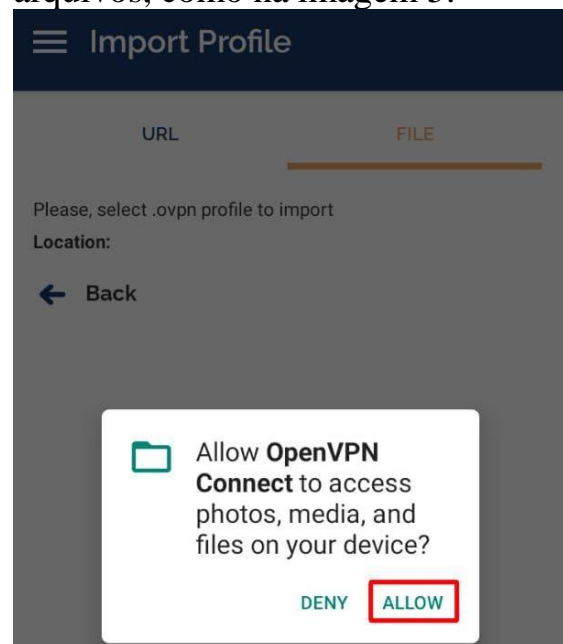 arquivos, como na imagem 3:
Import Profile
URL
FILE
Please, select .ovpn profile to import
Location:
Back
Allow OpenVPN
Connect to access
photos, media, and
files on your device?
DENY
ALLOW